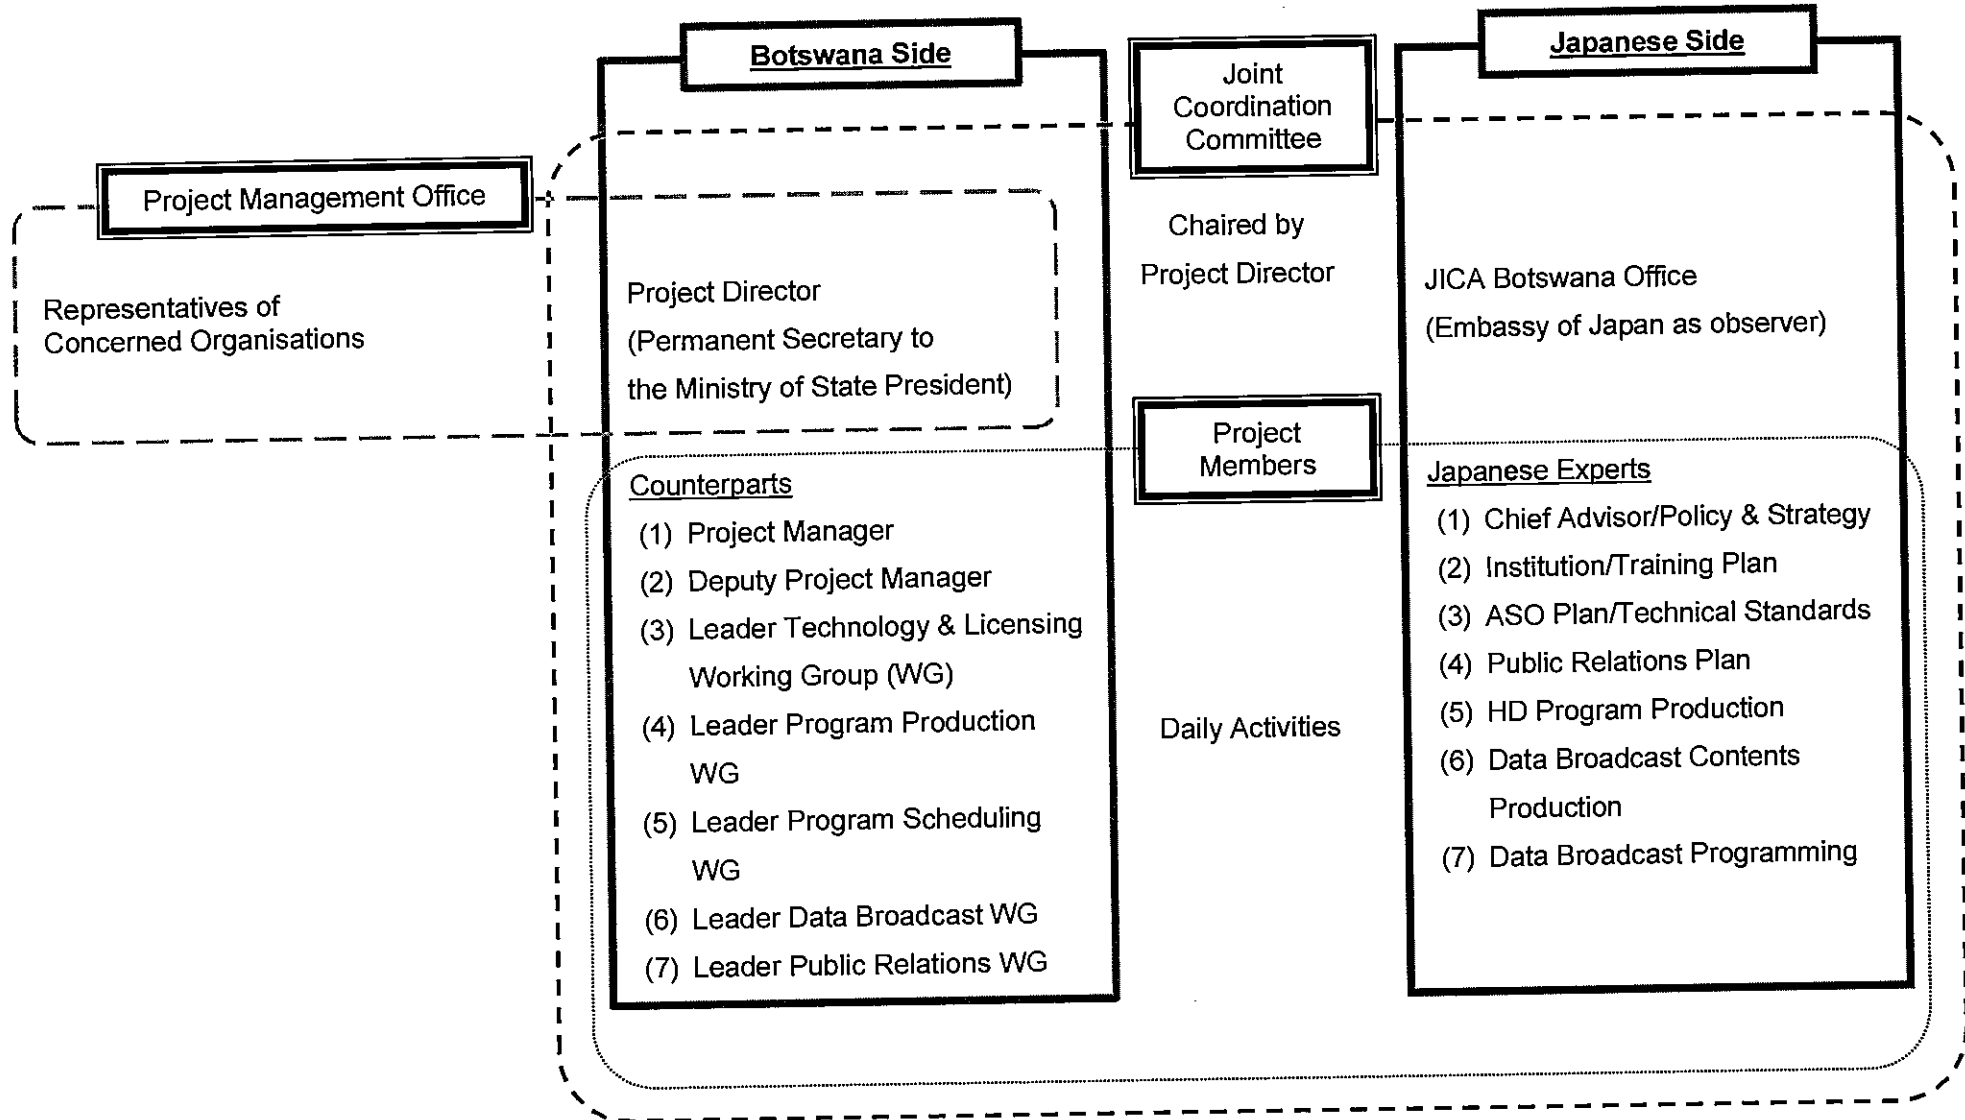 Botswana Side
Joint
Coordination
Committee
Japanese Side
Project Management Office
Representatives of
Concerned Organisations
Project Director
(Permanent Secretary to
the Ministry of State President)
Chaired by
Project Director
JICA Botswana Office
(Embassy of Japan as observer)
Project
Members
Counterparts
(1) Project Manager
(2) Deputy Project Manager
(3) Leader Technology & Licensing
Working Group (WG)
(4) Leader Program Production
WG
(5) Leader Program Scheduling
WG
(6) Leader Data Broadcast WG
(7) Leader Public Relations WG
Daily Activities
Japanese Experts
(1) Chief Advisor/Policy & Strategy
(2) Institution/Training Plan
(3) ASO Plan/Technical Standards
(4) Public Relations Plan
(5) HD Program Production
(6) Data Broadcast Contents
Production
(7) Data Broadcast Programming